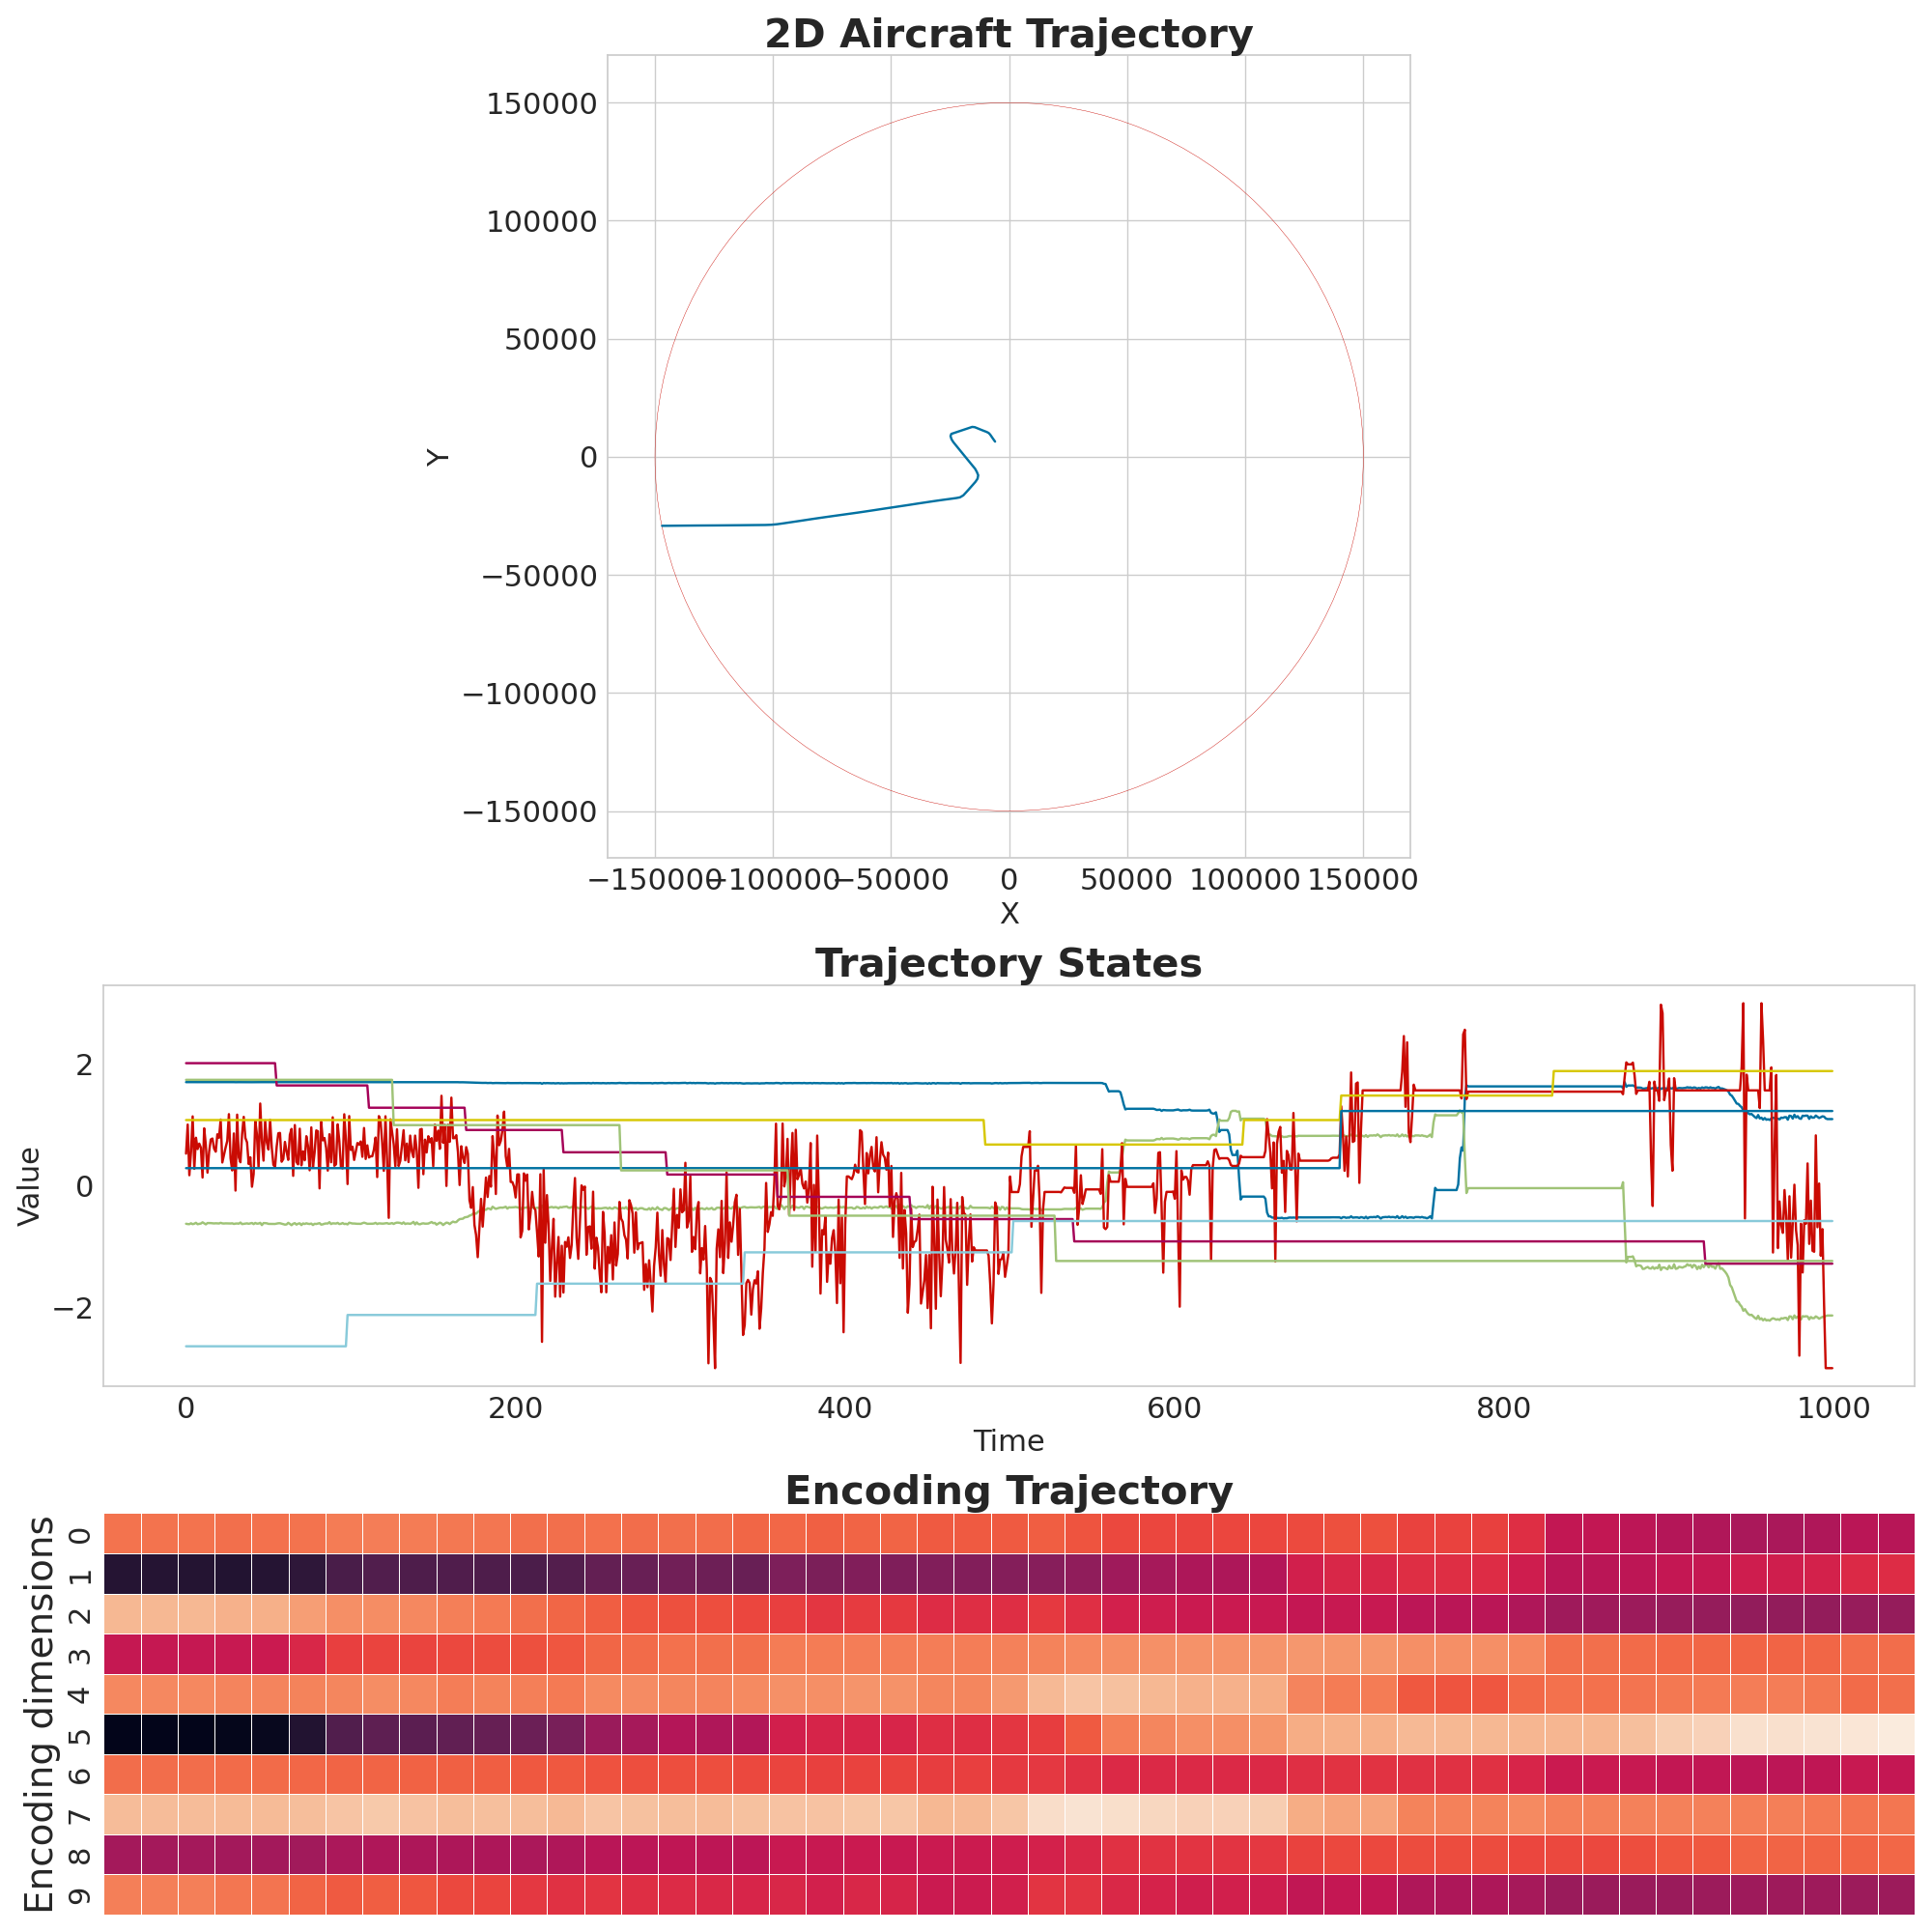 2D Aircraft Trajectory
150000
100000
50000
0
−50000
−100000
−150000
Y
−150000 −100000 −50000 0 50000 100000 150000
X
Trajectory States
2
0
−2
Value
0 200 400 600 800 1000
Time
Encoding Trajectory
Encoding dimensions
0
1
2
3
4
5
6
7
8
9